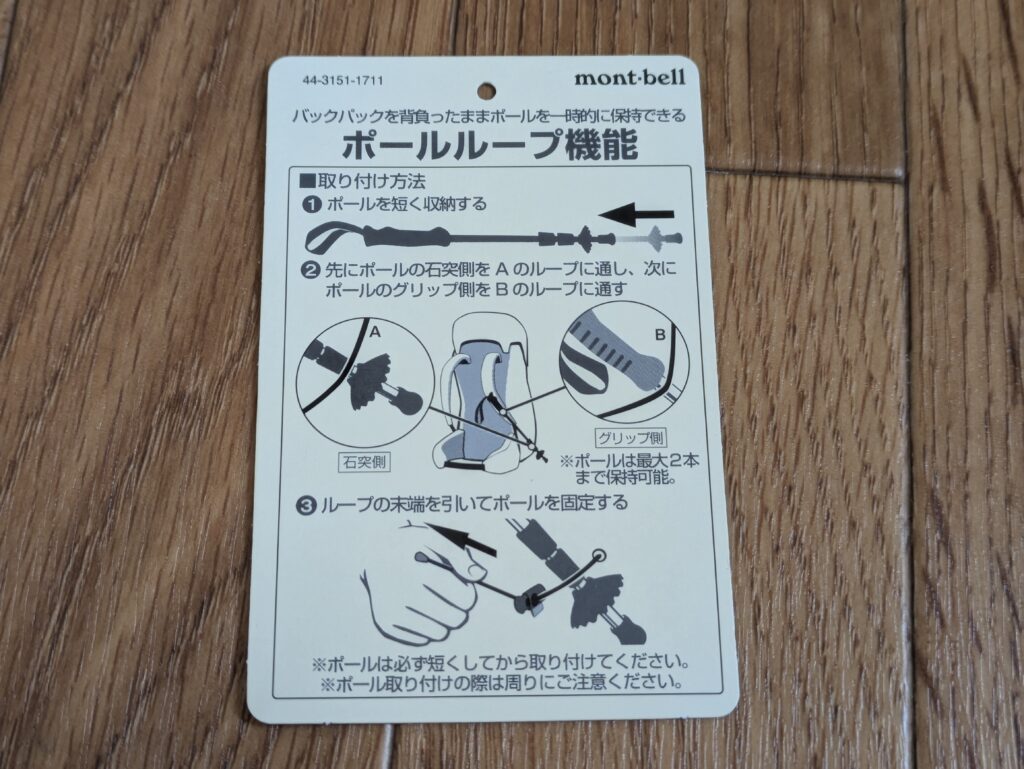 44-3151-1711
mont-bell
バックパックを背負ったままポールを一時的に保持できる
ポールループ機能
■取り付け方法
❶ ポールを短く収納する
❷ 先にポールの石突側を A のループに通し、次に
ポールのグリップ側を B のループに通す
A
B
石突側
グリップ側
※ポールは最大2本
まで保持可能。
❸ ループの末端を引いてポールを固定する
※ポールは必ず短くしてから取り付けてください。
※ポール取り付けの際は周りにご注意ください。